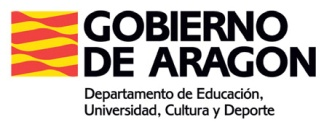 GOBIERNO
DE ARAGON
Departamento de Educación,
Universidad, Cultura y Deporte